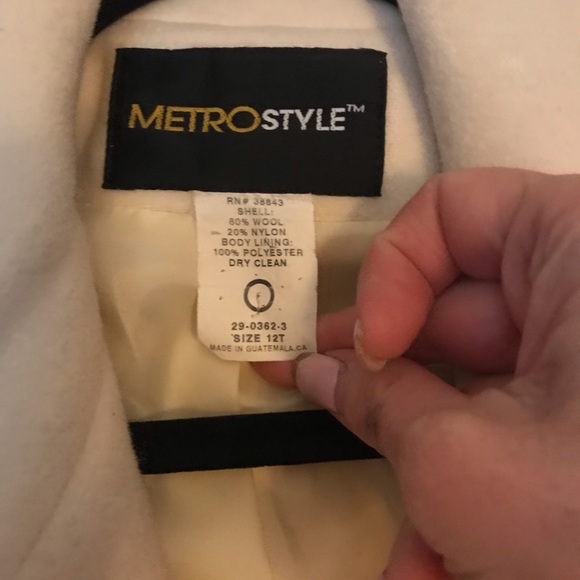 METROSTYLE™
RN# 38843
SHELL:
80% WOOL
20% NYLON
BODY LINING:
100% POLYESTER
DRY CLEAN
29-0362-3
SIZE 12T
MADE IN GUATEMALA,CA